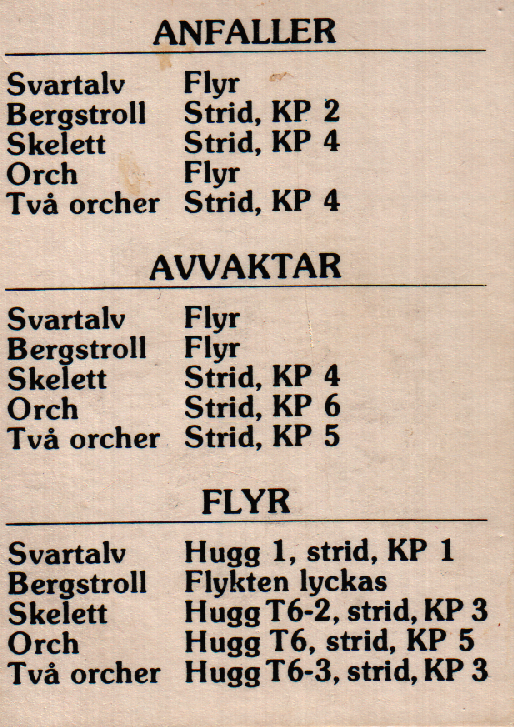 ANFALLER
Svartalv Flyr
Bergstroll Strid, KP 2
Skelett Strid, KP 4
Orch Flyr
Två orcher Strid, KP 4
AVVAKTAR
Svartalv Flyr
Bergstroll Flyr
Skelett Strid, KP 4
Orch Strid, KP 6
Två orcher Strid, KP 5
FLYR
Svartalv Hugg 1, strid, KP 1
Bergstroll Flykten lyckas
Skelett Hugg T6-2, strid, KP 3
Orch Hugg T6, strid, KP 5
Två orcher Hugg T6-3, strid, KP 3